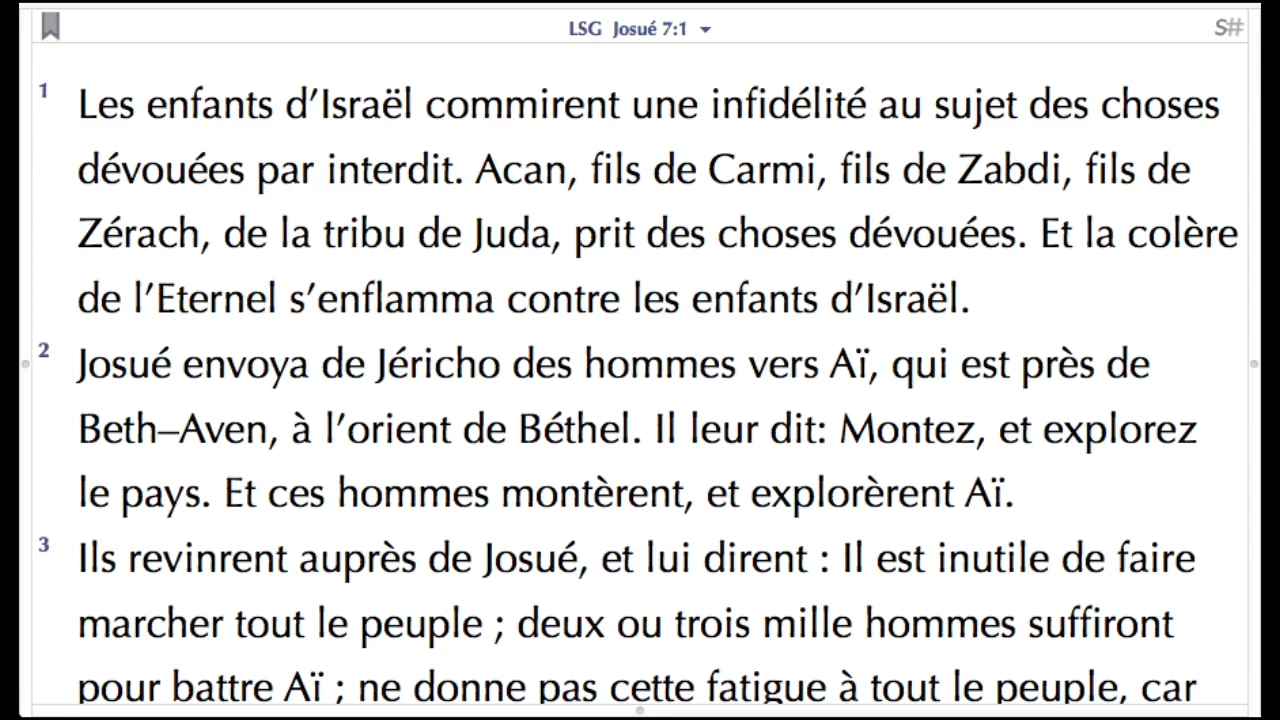 LSG Josué 7:1
S#
1 Les enfants d’Israël commirent une infidélité au sujet des choses
dévouées par interdit. Acan, fils de Carmi, fils de Zabdi, fils de
Zérach, de la tribu de Juda, prit des choses dévouées. Et la colère
de l’Eternel s’enflamma contre les enfants d’Israël.
2 Josué envoya de Jéricho des hommes vers Aï, qui est près de
Beth–Aven, à l’orient de Béthel. Il leur dit: Montez, et explorez
le pays. Et ces hommes montèrent, et explorèrent Aï.
3 Ils revinrent auprès de Josué, et lui dirent : Il est inutile de faire
marcher tout le peuple ; deux ou trois mille hommes suffiront
pour battre Aï ; ne donne pas cette fatigue à tout le peuple, car